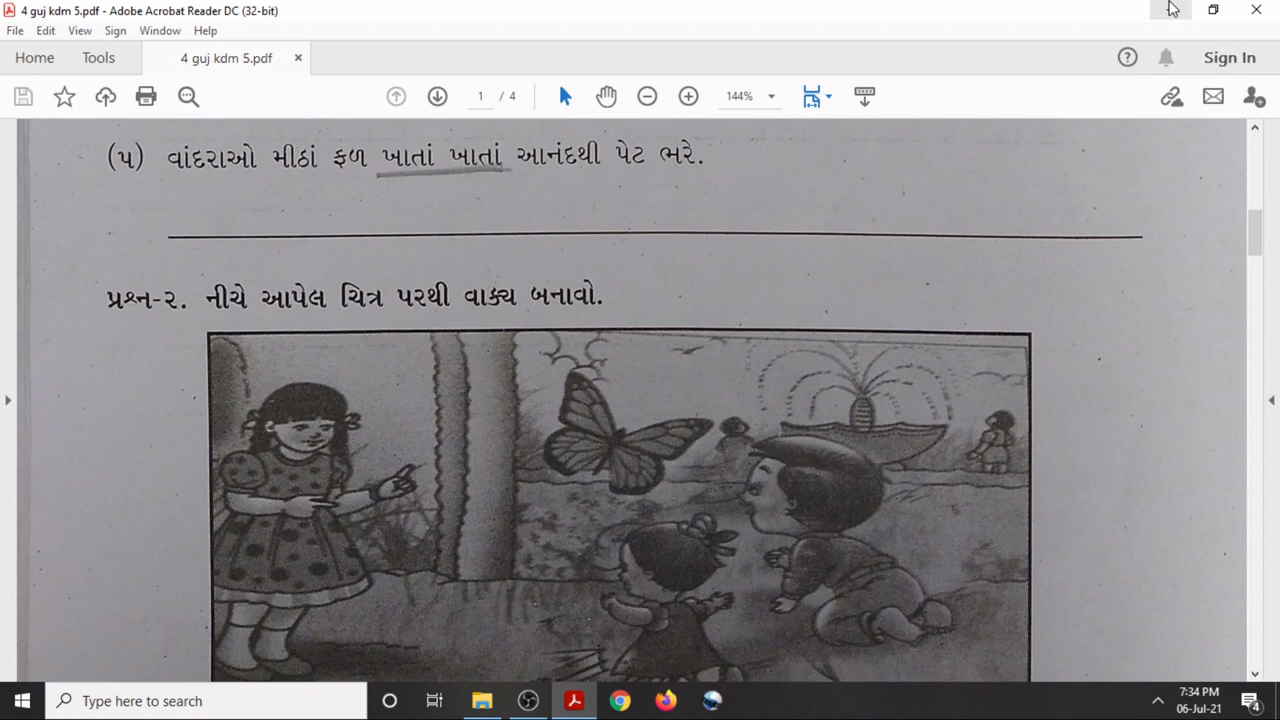 4 guj kdm 5.pdf - Adobe Acrobat Reader DC (32-bit)
File Edit View Sign Window Help
Home Tools 4 guj kdm 5.pdf × Sign In
1 / 4 144%
(૫) વાંદરાઓ મીઠાં ફળ ખાતાં ખાતાં આનંદથી પેટ ભરે.
પ્રશ્ન-૨. નીચે આપેલ ચિત્ર પરથી વાક્ય બનાવો.
Type here to search
7:34 PM
06-Jul-21
4